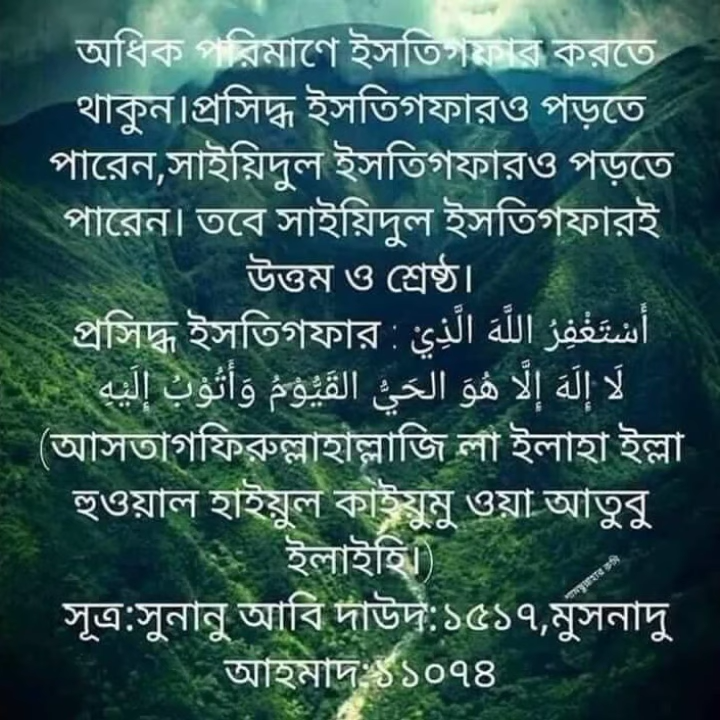 অধিক পরিমাণে ইসতিগফার করতে
থাকুন।প্রসিদ্ধ ইসতিগফারও পড়তে
পারেন,সাইয়িদুল ইসতিগফারও পড়তে
পারেন। তবে সাইয়িদুল ইসতিগফারই
উত্তম ও শ্রেষ্ঠ।
প্রসিদ্ধ ইসতিগফার : أَسْتَغْفِرُ اللَّهَ الَّذِيْ
لَا إِلَهَ إِلَّا هُوَ الحَيُّ القَيُّوْمُ وَأَتُوْبُ إِلَيْهِ
(আসতাগফিরুল্লাহাল্লাজি লা ইলাহা ইল্লা
হুওয়াল হাইয়ুল কাইয়ুমু ওয়া আতুবু
ইলাইহি।)
সূত্র:সুনানু আবি দাউদ:১৫১৭,মুসনাদু
আহমাদ:১১০৭৪